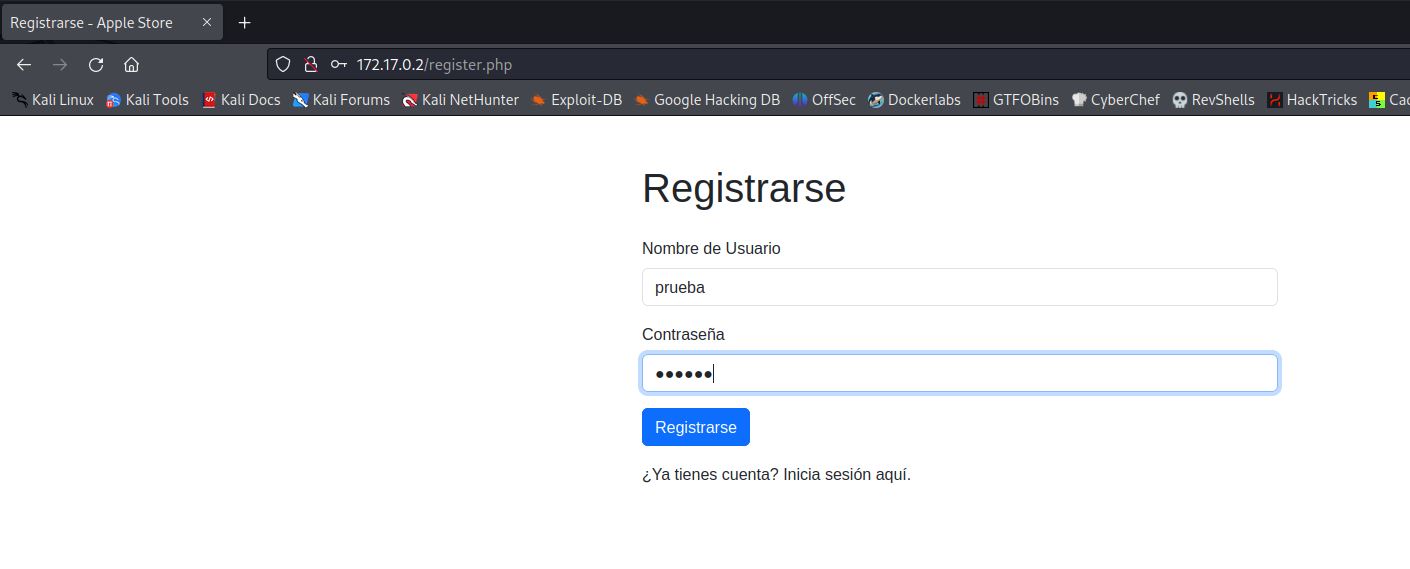 Registrarse - Apple Store
172.17.0.2/register.php
Kali Linux Kali Tools Kali Docs Kali Forums Kali NetHunter Exploit-DB Google Hacking DB OffSec Dockerlabs GTFOBins CyberChef RevShells HackTricks
Registrarse
Nombre de Usuario
prueba
Contraseña
••••••
Registrarse
¿Ya tienes cuenta? Inicia sesión aquí.